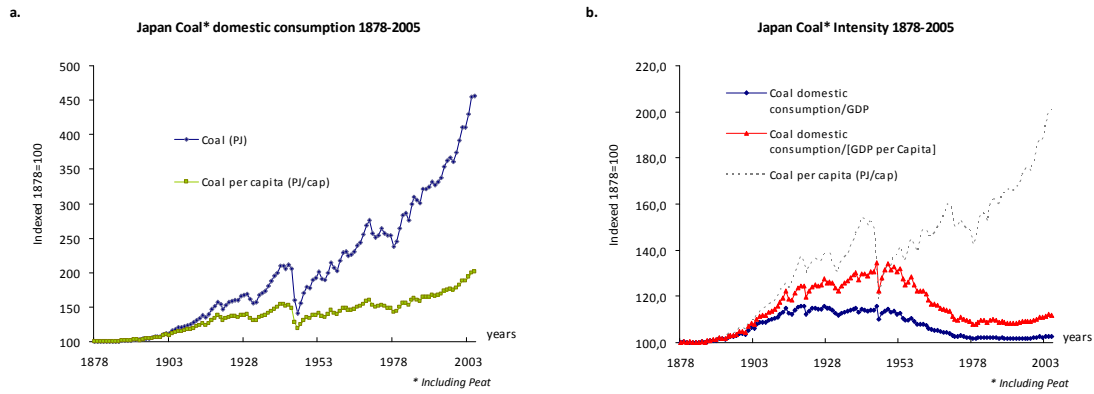 a.
Japan Coal* domestic consumption 1878-2005
500
450
400
350
300
250
200
150
100
Indexed 1878=100
Coal (PJ)
Coal per capita (PJ/cap)
years
1878
1903
1928
1953
1978
2003
* Including Peat
b.
Japan Coal* Intensity 1878-2005
220,0
200,0
180,0
160,0
140,0
120,0
100,0
Indexed 1878=100
Coal domestic
consumption/GDP
Coal domestic
consumption/[GDP per Capita]
Coal per capita (PJ/cap)
years
1878
1903
1928
1953
1978
2003
* Including Peat